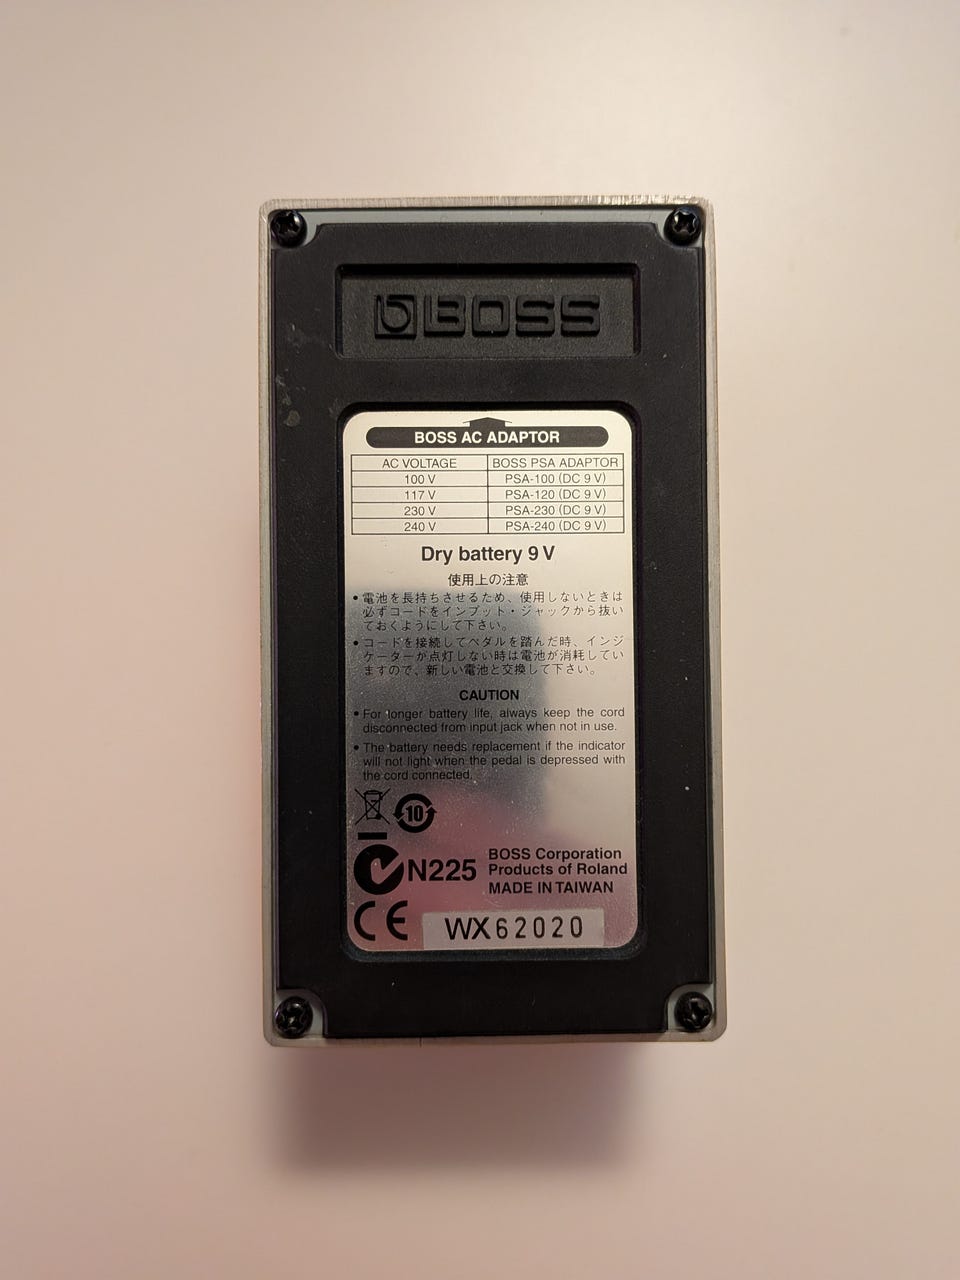 BOSS
BOSS AC ADAPTOR
AC VOLTAGE BOSS PSA ADAPTOR
100 V PSA-100 (DC 9 V)
117 V PSA-120 (DC 9 V)
230 V PSA-230 (DC 9 V)
240 V PSA-240 (DC 9 V)
Dry battery 9 V
使用上の注意
• 電池を長持ちさせるため、使用しないときは
必ずコードをインプット・ジャックから抜い
ておくようにして下さい。
• コードを接続してペダルを踏んだ時、インジ
ケーターが点灯しない時は電池が消耗してい
ますので、新しい電池と交換して下さい。
CAUTION
• For longer battery life, always keep the cord
disconnected from input jack when not in use.
• The battery needs replacement if the indicator
will not light when the pedal is depressed with
the cord connected.
10
N225
BOSS Corporation
Products of Roland
MADE IN TAIWAN
CE
WX62020